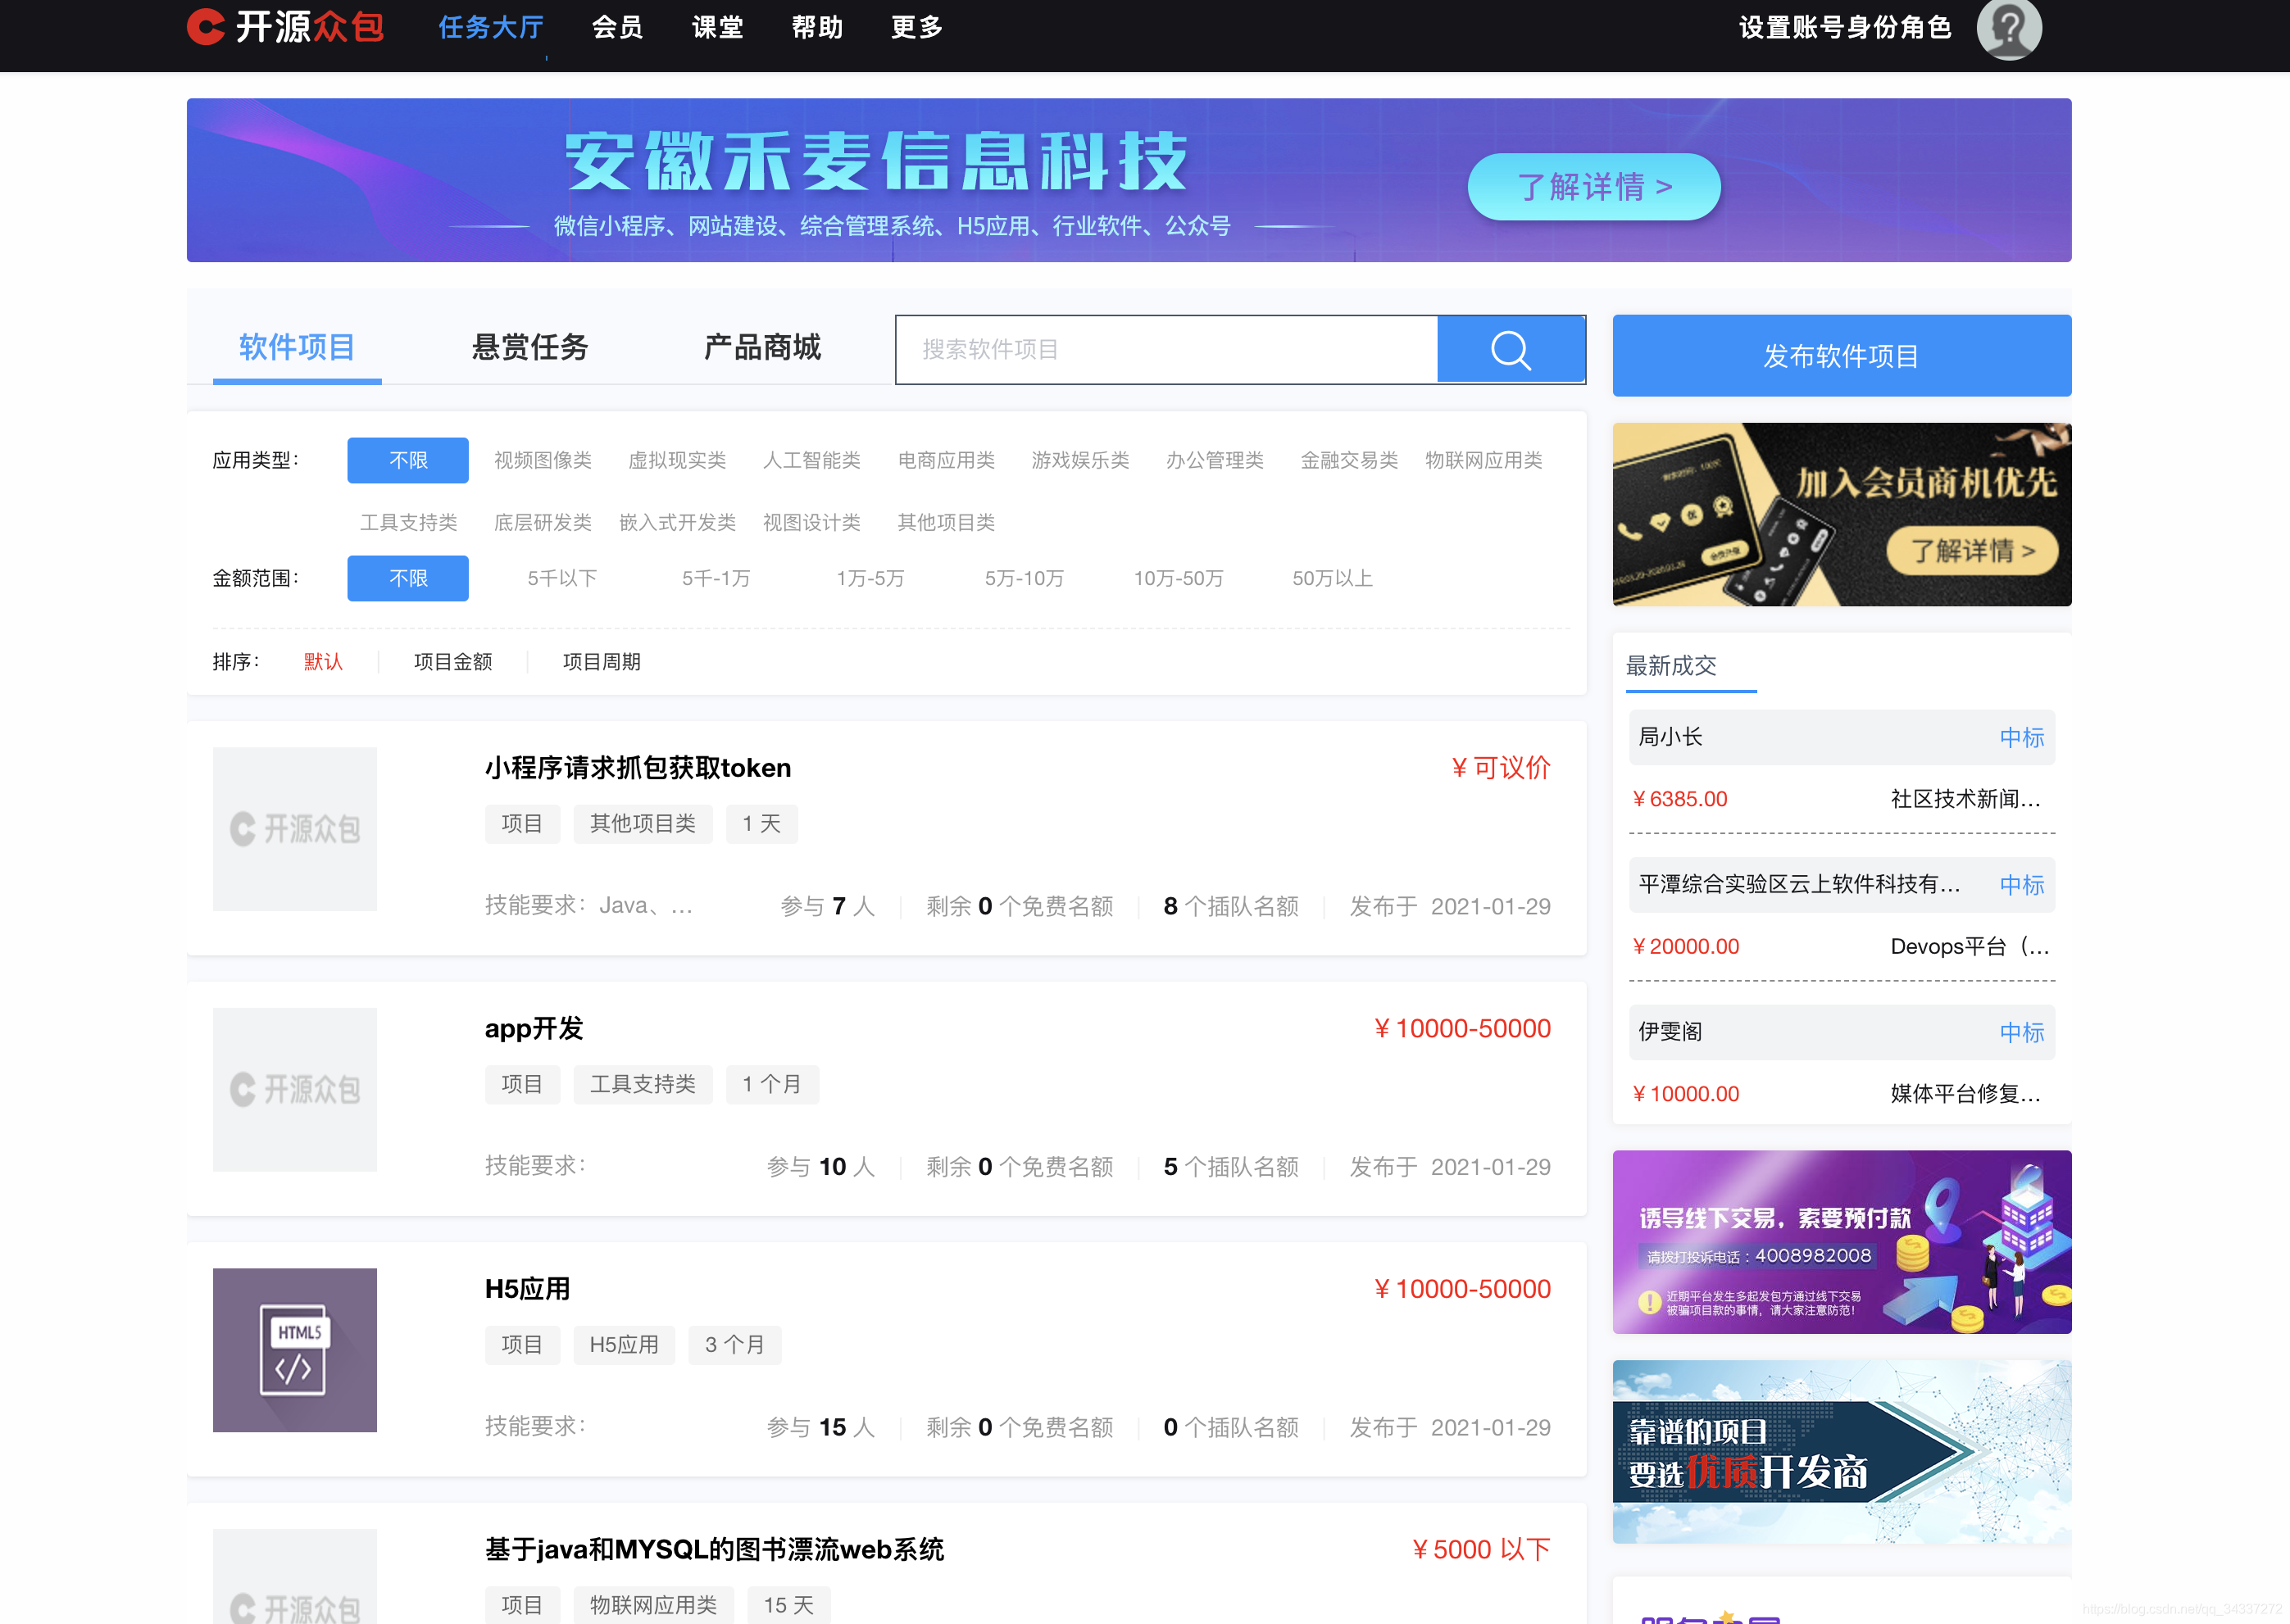 开源众包 任务大厅 会员 课堂 帮助 更多 设置账号身份角色
安徽禾麦信息科技
微信小程序、网站建设、综合管理系统、H5应用、行业软件、公众号
了解详情 >
软件项目 悬赏任务 产品商城 搜索软件项目
发布软件项目
应用类型： 不限 视频图像类 虚拟现实类 人工智能类 电商应用类 游戏娱乐类 办公管理类 金融交易类 物联网应用类
工具支持类 底层研发类 嵌入式开发类 视图设计类 其他项目类
金额范围： 不限 5千以下 5千-1万 1万-5万 5万-10万 10万-50万 50万以上
排序： 默认 项目金额 项目周期
开源众包
小程序请求抓包获取token ¥ 可议价
项目 其他项目类 1 天
技能要求：Java、... 参与 7 人 剩余 0 个免费名额 8 个插队名额 发布于 2021-01-29
开源众包
app开发 ¥ 10000-50000
项目 工具支持类 1 个月
技能要求： 参与 10 人 剩余 0 个免费名额 5 个插队名额 发布于 2021-01-29
HTML5
</>
H5应用 ¥ 10000-50000
项目 H5应用 3 个月
技能要求： 参与 15 人 剩余 0 个免费名额 0 个插队名额 发布于 2021-01-29
开源众包
基于java和MYSQL的图书漂流web系统 ¥ 5000 以下
项目 物联网应用类 15 天
加入会员商机优先
了解详情 >
最新成交
局小长 中标
¥ 6385.00 社区技术新闻...
平潭综合实验区云上软件科技有... 中标
¥ 20000.00 Devops平台（...
伊雯阁 中标
¥ 10000.00 媒体平台修复...
诱导线下交易，索要预付款
请拨打投诉电话：4008982008
近期平台发生多起发包方通过线下交易
被骗项目款的事情，请大家注意防范！
靠谱的项目
要选优质开发商
https://blog.csdn.net/qq_34337272